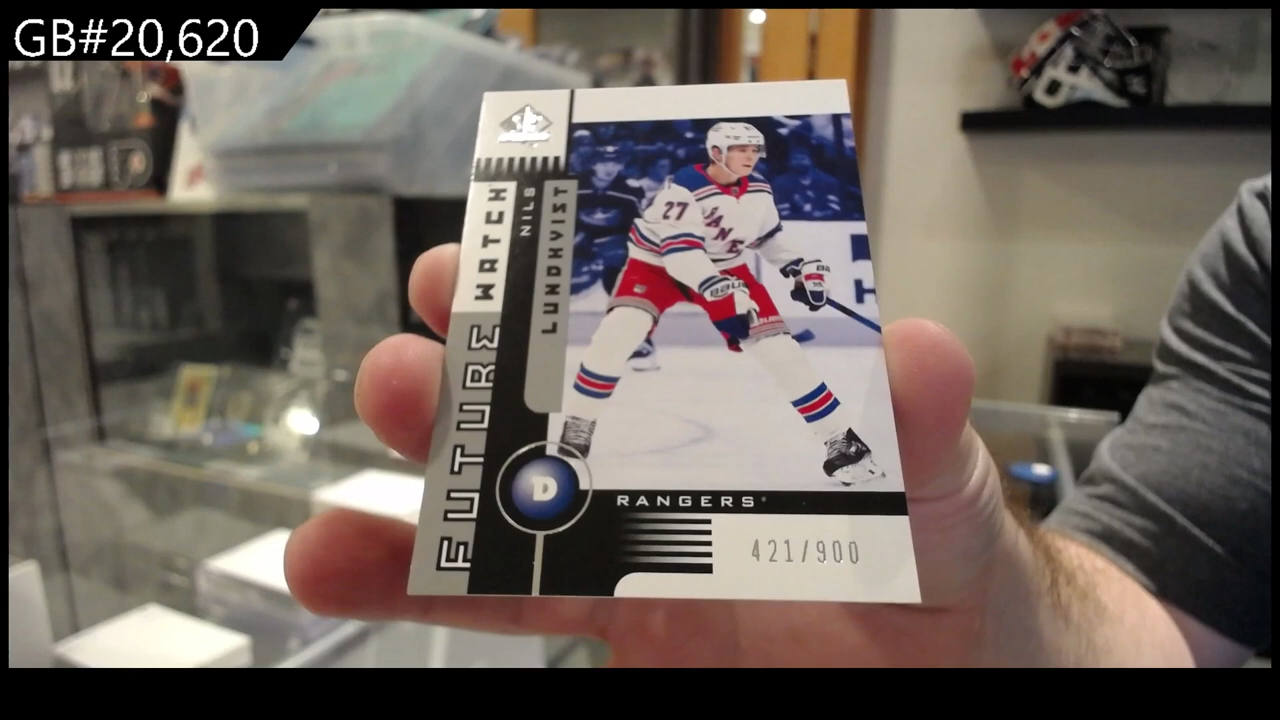 GB#20,620
FUTURE WATCH
NILS
LUNDKVIST
27
RANGERS
D
421/900